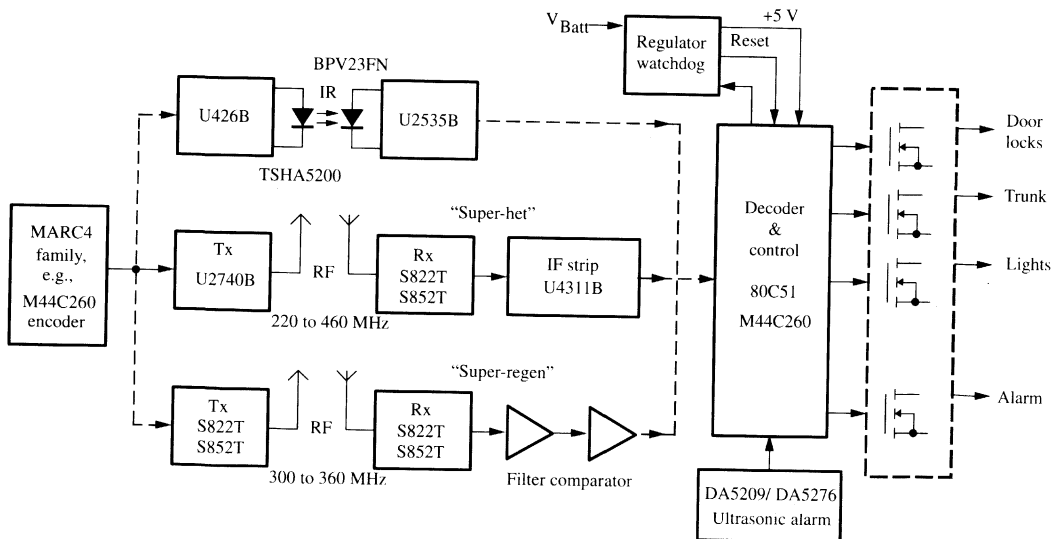 V Batt
+5 V
Regulator
watchdog
Reset
BPV23FN
IR
U426B
U2535B
TSHA5200
Door
locks
Trunk
Lights
Alarm
MARC4
family,
e.g.,
M44C260
encoder
"Super-het"
Tx
U2740B
RF
Rx
S822T
S852T
IF strip
U4311B
220 to 460 MHz
Decoder
&
control
80C51
M44C260
"Super-regen"
Tx
S822T
S852T
RF
Rx
S822T
S852T
300 to 360 MHz
Filter comparator
DA5209/ DA5276
Ultrasonic alarm